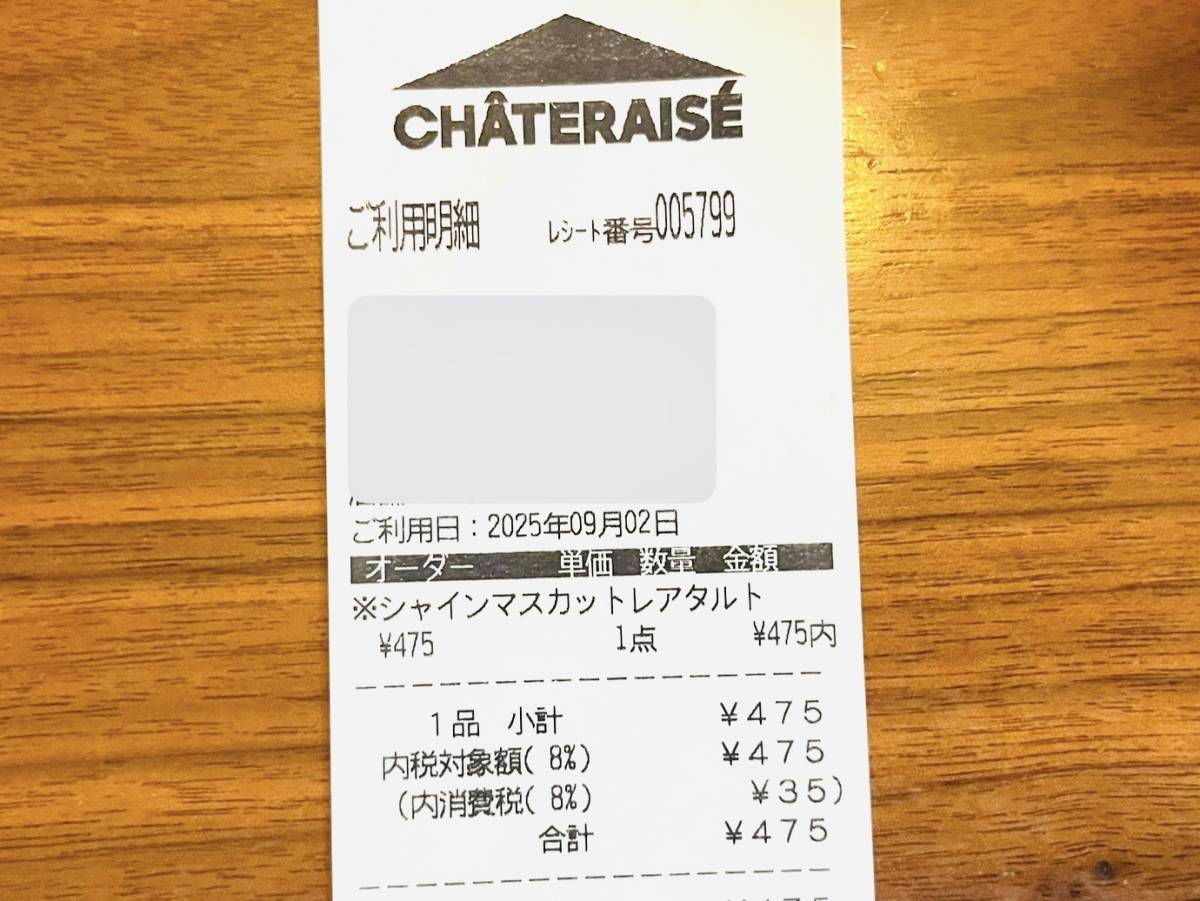 CHÂTERAISÉ
ご利用明細 レシート番号005799
ご利用日：2025年09月02日
オーダー 単価 数量 金額
※シャインマスカットレアタルト
¥475 1点 ¥475内
1品 小計 ¥475
内税対象額( 8%) ¥475
(内消費税( 8%) ¥35)
合計 ¥475